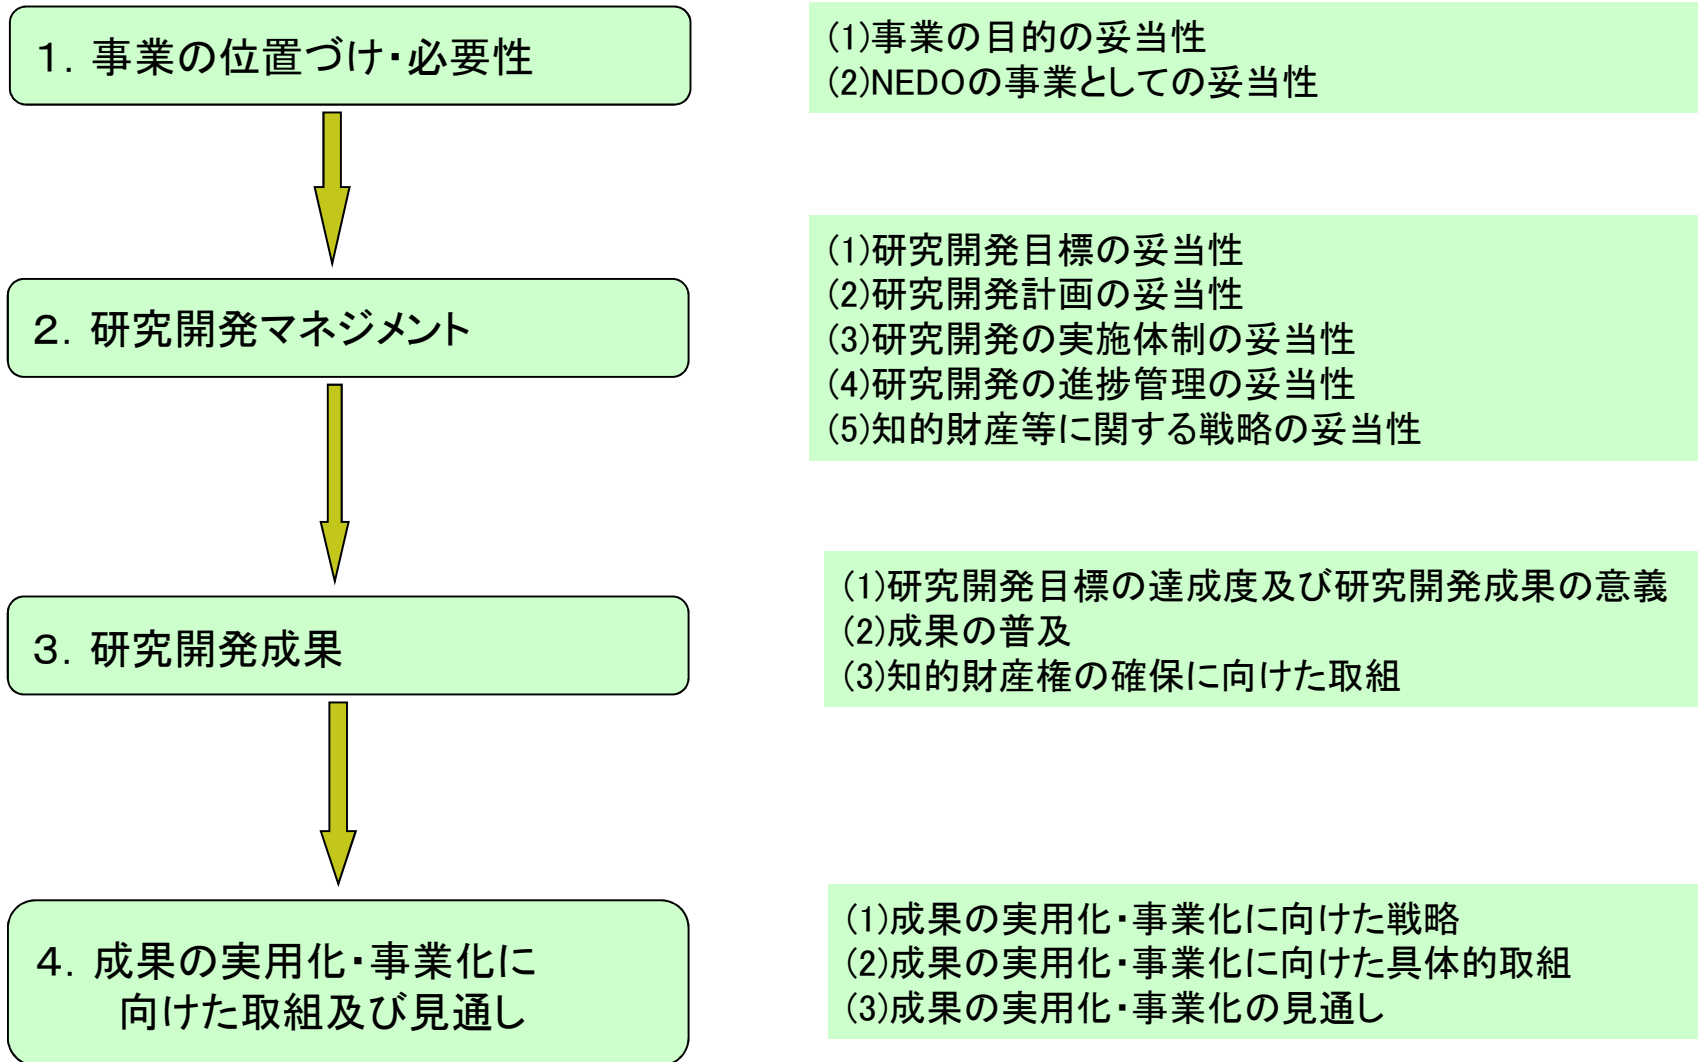 １．事業の位置づけ・必要性
(1)事業の目的の妥当性
(2)NEDOの事業としての妥当性
２．研究開発マネジメント
(1)研究開発目標の妥当性
(2)研究開発計画の妥当性
(3)研究開発の実施体制の妥当性
(4)研究開発の進捗管理の妥当性
(5)知的財産等に関する戦略の妥当性
３．研究開発成果
(1)研究開発目標の達成度及び研究開発成果の意義
(2)成果の普及
(3)知的財産権の確保に向けた取組
４．成果の実用化・事業化に
向けた取組及び見通し
(1)成果の実用化・事業化に向けた戦略
(2)成果の実用化・事業化に向けた具体的取組
(3)成果の実用化・事業化の見通し